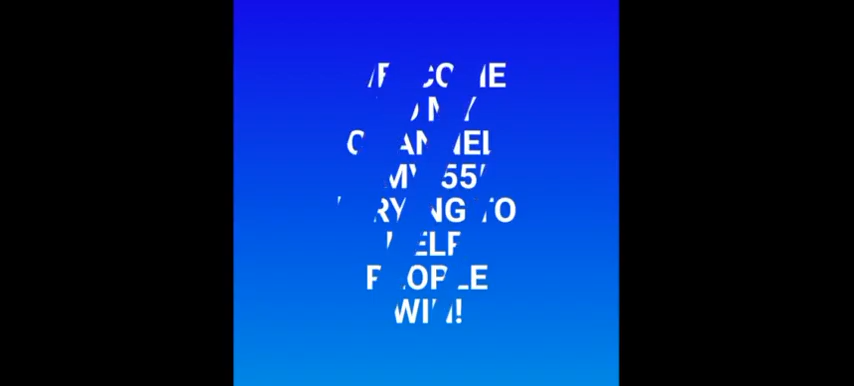 WELCOME
TO MY
CHANNEL
TRYING TO
HELP
PEOPLE
WIN!